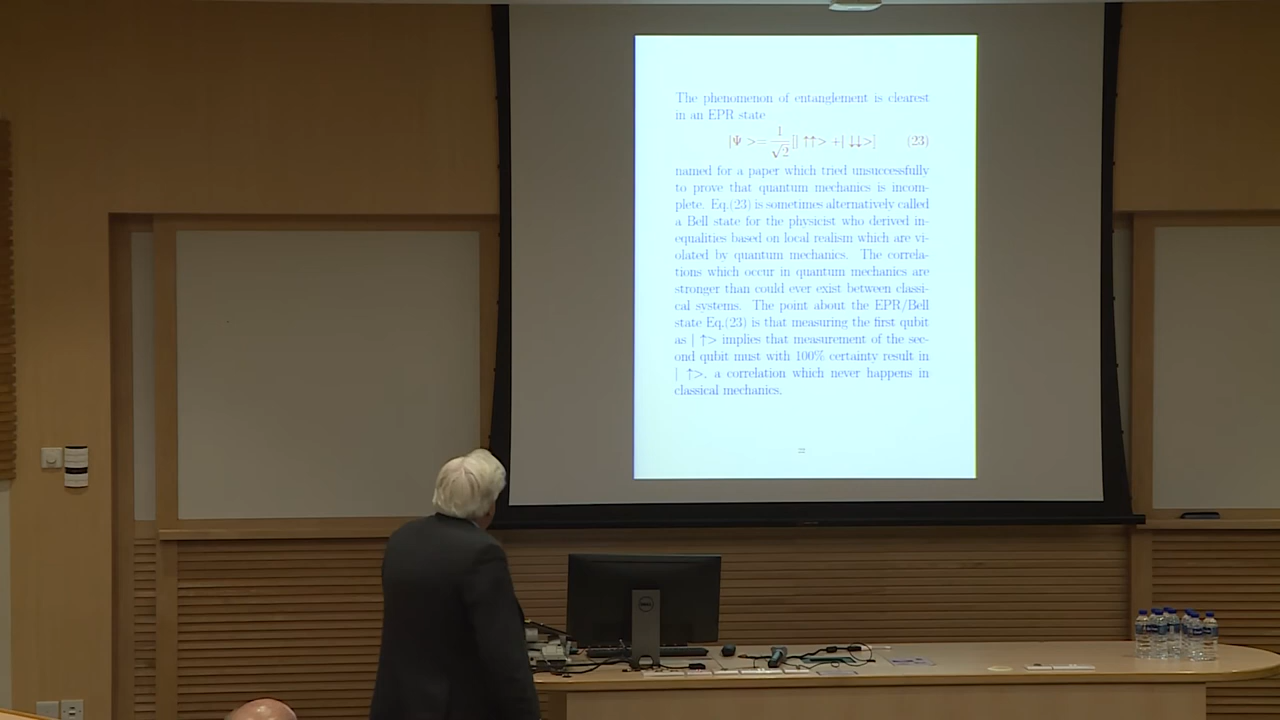 The phenomenon of entanglement is clearest
in an EPR state
|Ψ >= 1/√2 [| ↑↑> +| ↓↓>] (23)
named for a paper which tried unsuccessfully
to prove that quantum mechanics is incom-
plete. Eq.(23) is sometimes alternatively called
a Bell state for the physicist who derived in-
equalities based on local realism which are vi-
olated by quantum mechanics. The correla-
tions which occur in quantum mechanics are
stronger than could ever exist between classi-
cal systems. The point about the EPR/Bell
state Eq.(23) is that measuring the first qubit
as | ↑> implies that measurement of the sec-
ond qubit must with 100% certainty result in
| ↑>, a correlation which never happens in
classical mechanics.
DELL